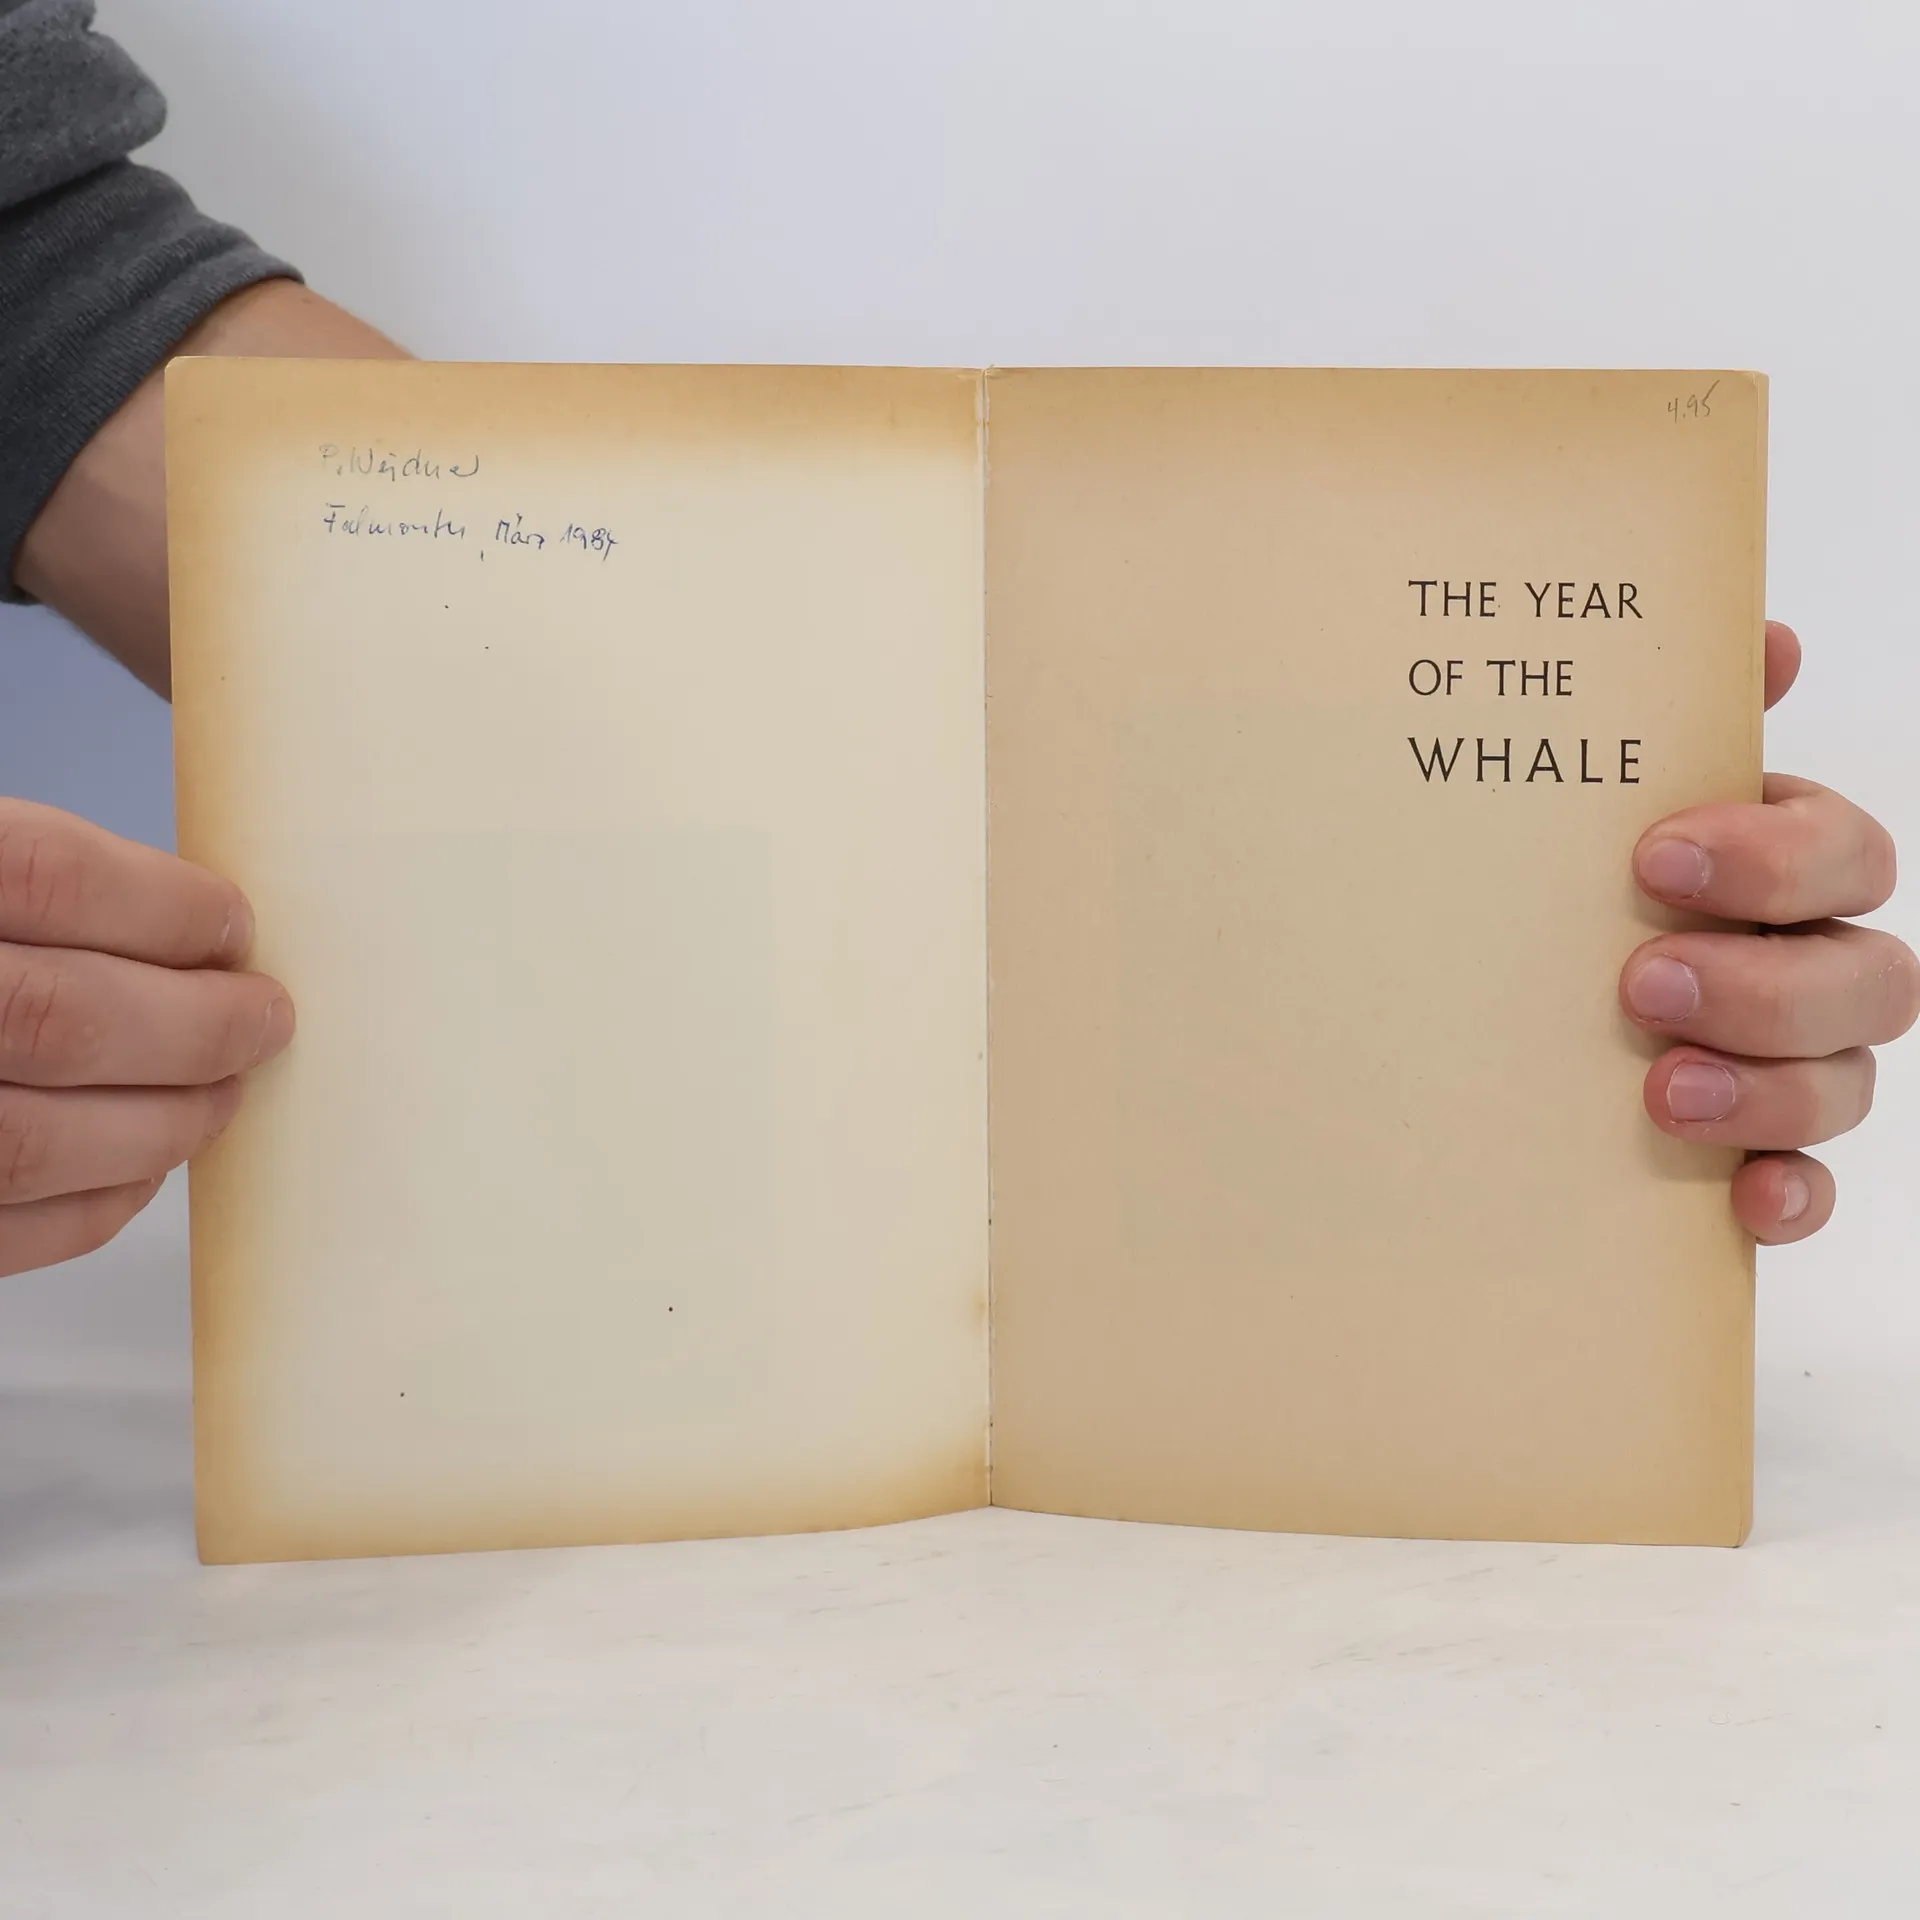 P. Weidner
Falmouth, März 1984
4.95
THE YEAR
OF THE
WHALE